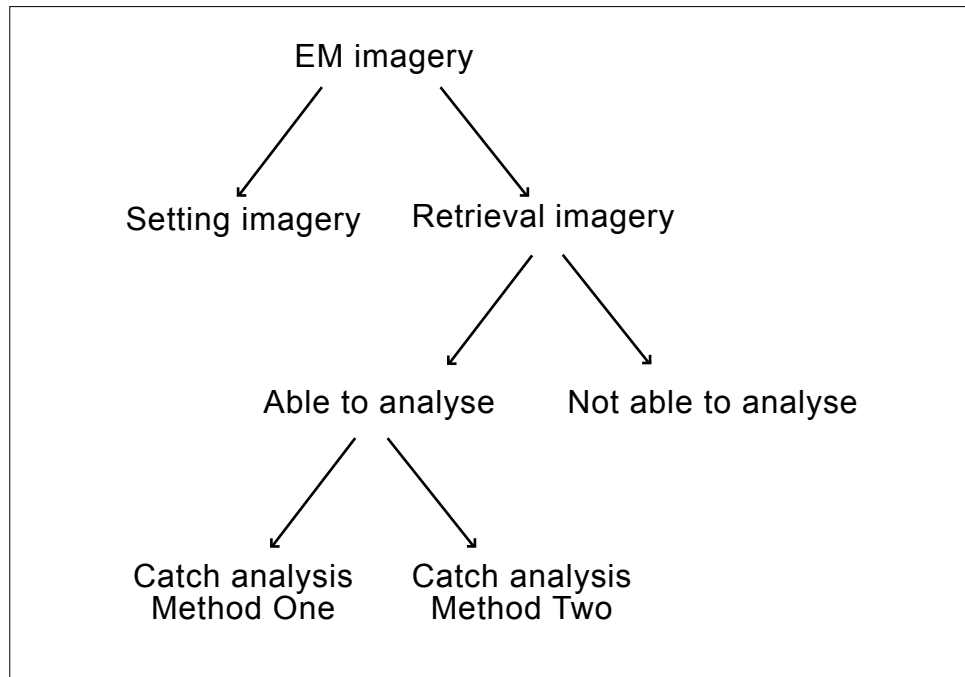 EM imagery
Setting imagery
Retrieval imagery
Able to analyse
Not able to analyse
Catch analysis
Method One
Catch analysis
Method Two